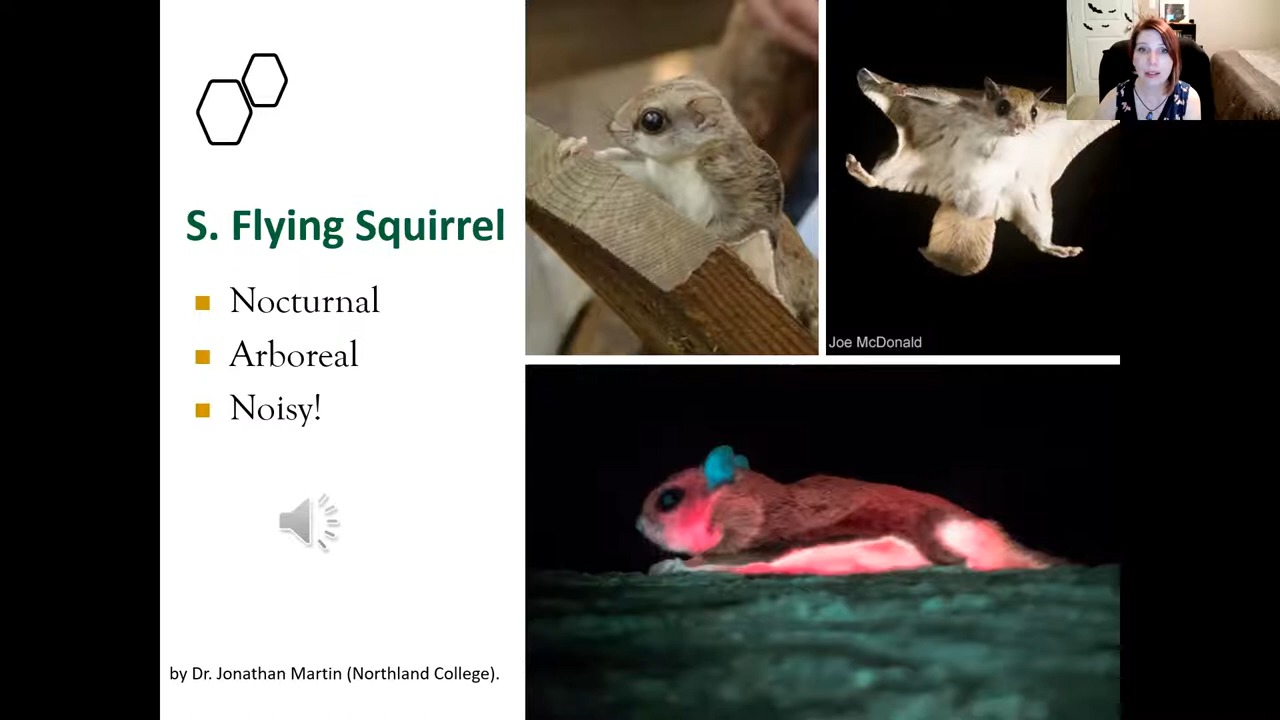 S. Flying Squirrel
Nocturnal
Arboreal
Noisy!
by Dr. Jonathan Martin (Northland College).
Joe McDonald